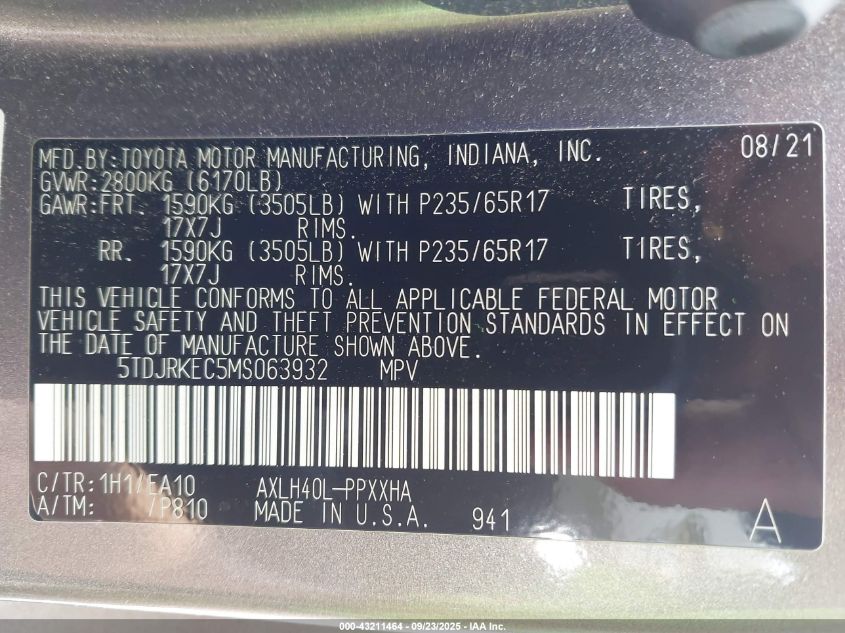 MFD.BY:TOYOTA MOTOR MANUFACTURING, INDIANA, INC. 08/21
GVWR:2800KG (6170LB)
GAWR:FRT. 1590KG (3505LB) WITH P235/65R17 TIRES,
17X7J RIMS.
RR. 1590KG (3505LB) WITH P235/65R17 TIRES,
17X7J RIMS.
THIS VEHICLE CONFORMS TO ALL APPLICABLE FEDERAL MOTOR
VEHICLE SAFETY AND THEFT PREVENTION STANDARDS IN EFFECT ON
THE DATE OF MANUFACTURE SHOWN ABOVE.
5TDJRKEC5MS063932 MPV
C/TR:1H1/EA10 AXLH40L-PPXXHA
A/TM: /P810 MADE IN U.S.A. 941 A
000-43211464 - 09/23/2025 - IAA Inc.